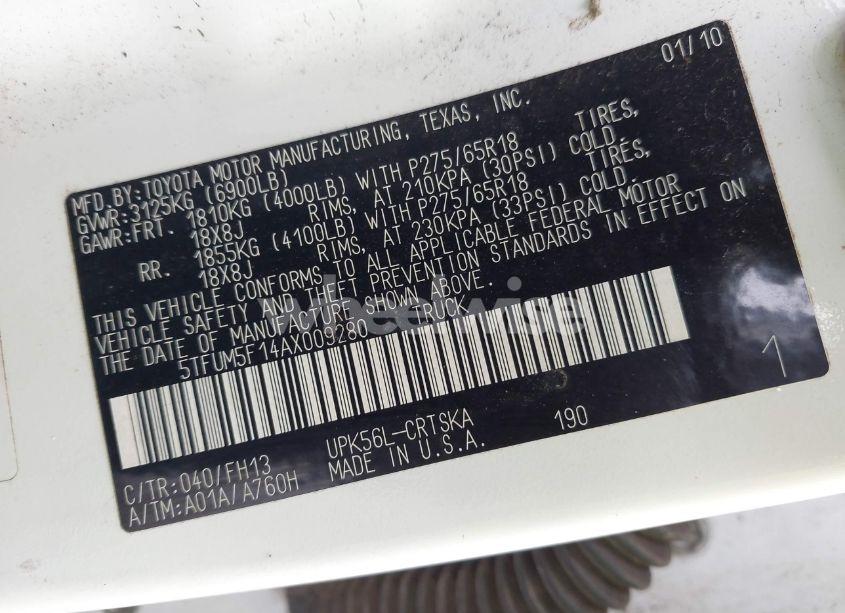 01/10
MFD.BY:TOYOTA MOTOR MANUFACTURING, TEXAS, INC.
GVWR:3125KG (6900LB)
GAWR:FRT. 1810KG (4000LB) WITH P275/65R18 TIRES,
18X8J RIMS, AT 210KPA (30PSI) COLD.
RR. 1855KG (4100LB) WITH P275/65R18 TIRES,
18X8J RIMS, AT 230KPA (33PSI) COLD.
THIS VEHICLE CONFORMS TO ALL APPLICABLE FEDERAL MOTOR
VEHICLE SAFETY AND THEFT PREVENTION STANDARDS IN EFFECT ON
THE DATE OF MANUFACTURE SHOWN ABOVE.
5TFUM5F14AX009280 TRUCK
wheelwise
1
UPK56L-CRTSKA 190
C/TR:040/FH13 MADE IN U.S.A.
A/TM:A01A/A760H